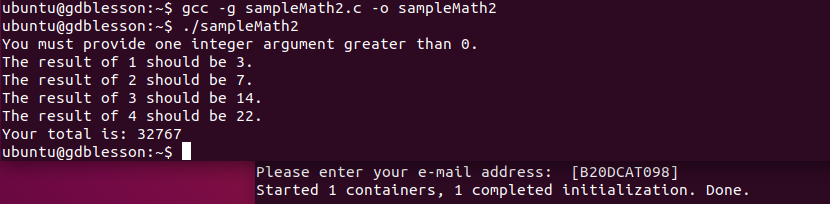 ubuntu@gdblesson:~$ gcc -g sampleMath2.c -o sampleMath2
ubuntu@gdblesson:~$ ./sampleMath2
You must provide one integer argument greater than 0.
The result of 1 should be 3.
The result of 2 should be 7.
The result of 3 should be 14.
The result of 4 should be 22.
Your total is: 32767
ubuntu@gdblesson:~$
Please enter your e-mail address:  [B20DCAT098]
Started 1 containers, 1 completed initialization. Done.